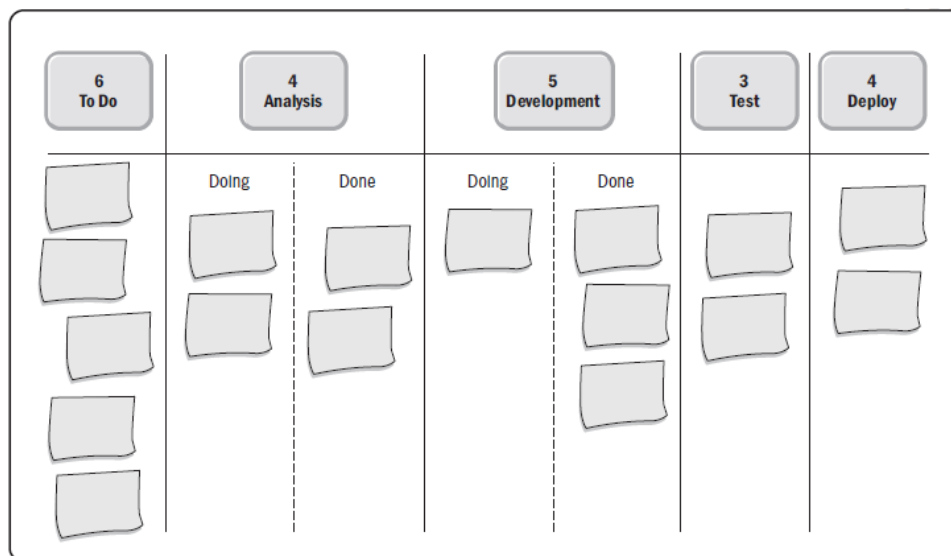 6
To Do
4
Analysis
5
Development
3
Test
4
Deploy
Doing
Done
Doing
Done